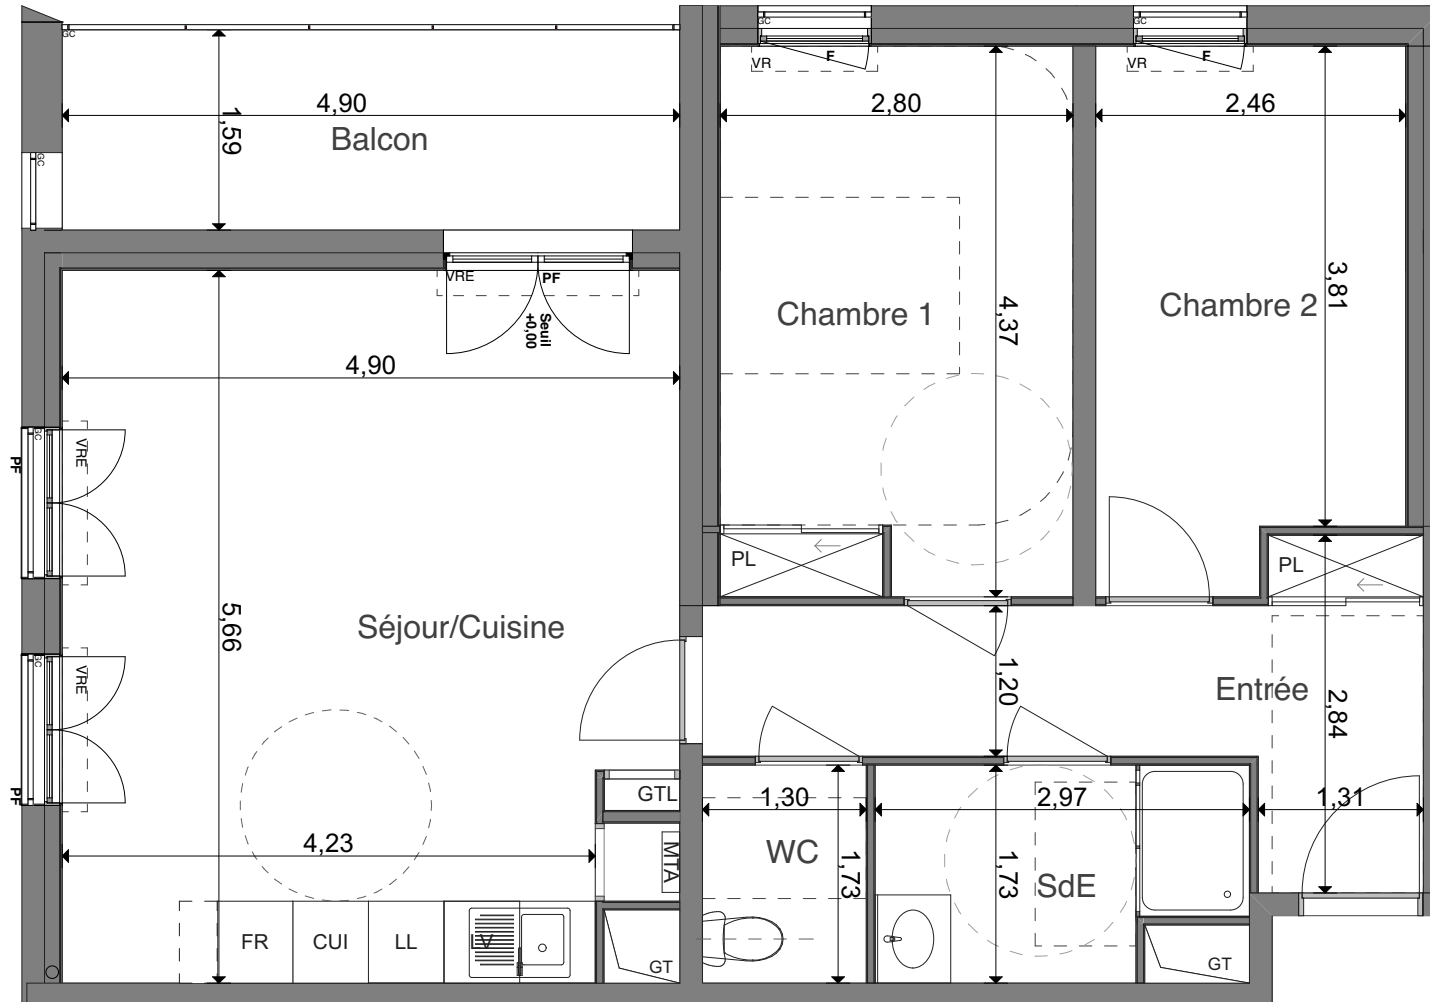 GC
GC
GC
VR
F
VR
F
4,90
2,80
2,46
1,59
Balcon
GC
VRE
PF
Seuil
+0,00
3,81
Chambre 1
4,37
Chambre 2
4,90
GC
VRE
PF
PL
PL
5,66
Séjour/Cuisine
GC
VRE
PF
1,20
Entrée
2,84
GTL
1,30
2,97
1,31
4,23
MTA
WC
1,73
1,73
SdE
FR
CUI
LL
LV
GT
GT